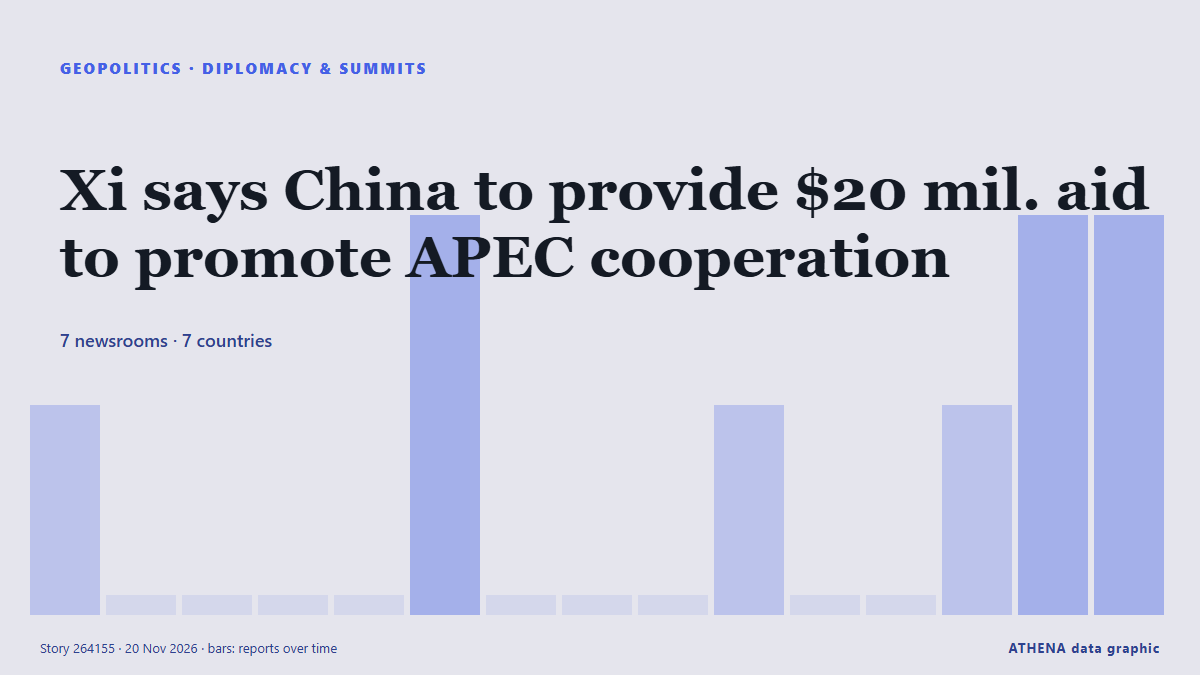 GEOPOLITICS · DIPLOMACY & SUMMITS
Xi says China to provide $20 mil. aid
to promote APEC cooperation
7 newsrooms · 7 countries
Story 264155 · 20 Nov 2026 · bars: reports over time
ATHENA data graphic